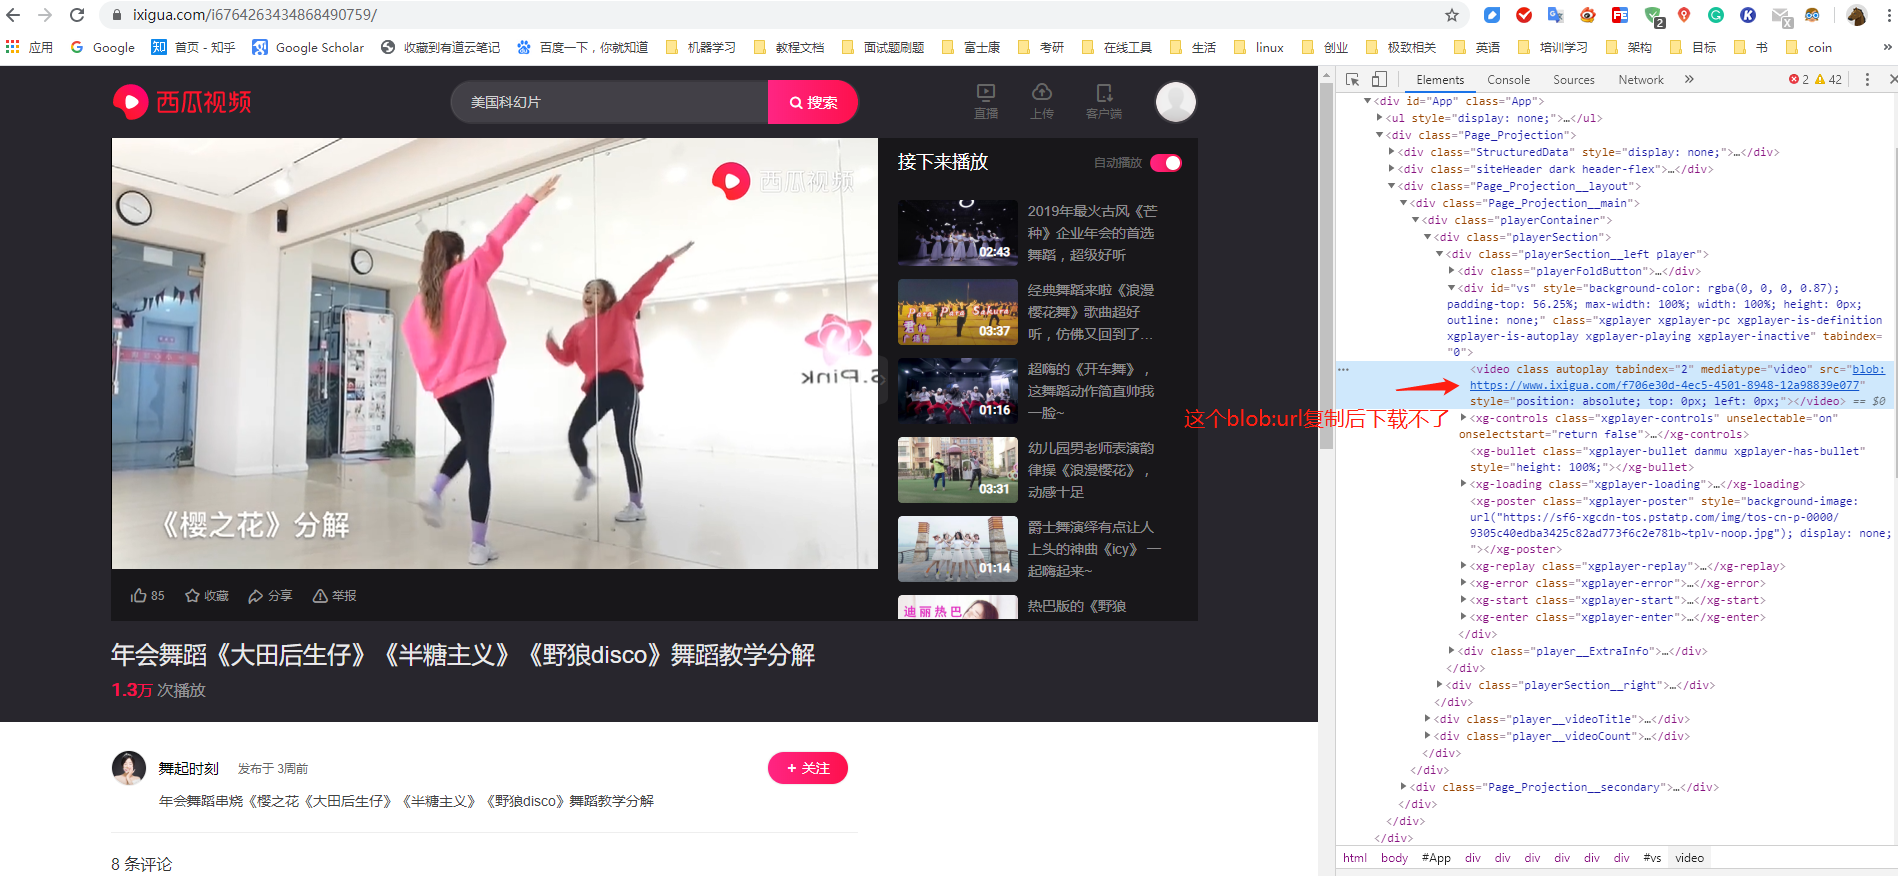 ixigua.com/i6764263434868490759/
应用
Google
首页 - 知乎
Google Scholar
收藏到有道云笔记
百度一下，你就知道
机器学习
教程文档
面试题刷题
富士康
考研
在线工具
生活
linux
创业
极致相关
英语
培训学习
架构
目标
书
coin
»
西瓜视频
美国科幻片
搜索
直播
上传
客户端
西瓜视频
S.Pink
《樱之花》分解
85
收藏
分享
举报
接下来播放
自动播放
02:43
2019年最火古风《芒
种》企业年会的首选
舞蹈，超级好听
Para Para Sakura
03:37
经典舞蹈来啦《浪漫
樱花舞》歌曲超好
听，仿佛又回到了...
01:16
超嗨的《开车舞》，
这舞蹈动作简直帅我
一脸~
03:31
幼儿园男老师表演韵
律操《浪漫樱花》，
动感十足
01:14
爵士舞演绎有点让人
上头的神曲《icy》 一
起嗨起来~
迪丽热巴
热巴版的《野狼
年会舞蹈《大田后生仔》《半糖主义》《野狼disco》舞蹈教学分解
1.3万 次播放
舞起时刻
发布于 3周前
+ 关注
年会舞蹈串烧《樱之花《大田后生仔》《半糖主义》《野狼disco》舞蹈教学分解
8 条评论
这个blob:url复制后下载不了
Elements
Console
Sources
Network
»
2
42
<div id="App" class="App">
<ul style="display: none;">…</ul>
<div class="Page_Projection">
<div class="StructuredData" style="display: none;">…</div>
<div class="siteHeader dark header-flex">…</div>
<div class="Page_Projection__layout">
<div class="Page_Projection__main">
<div class="playerContainer">
<div class="playerSection">
<div class="playerSection__left player">
<div class="playerFoldButton">…</div>
<div id="vs" style="background-color: rgba(0, 0, 0, 0.87);
padding-top: 56.25%; max-width: 100%; width: 100%; height: 0px;
outline: none;" class="xgplayer xgplayer-pc xgplayer-is-definition
xgplayer-is-autoplay xgplayer-playing xgplayer-inactive" tabindex=
"0">
<video class autoplay tabindex="2" mediatype="video" src="blob:
https://www.ixigua.com/f706e30d-4ec5-4501-8948-12a98839e077"
style="position: absolute; top: 0px; left: 0px;"></video> == $0
<xg-controls class="xgplayer-controls" unselectable="on"
onselectstart="return false">…</xg-controls>
<xg-bullet class="xgplayer-bullet danmu xgplayer-has-bullet"
style="height: 100%;"></xg-bullet>
<xg-loading class="xgplayer-loading">…</xg-loading>
<xg-poster class="xgplayer-poster" style="background-image:
url("https://sf6-xgcdn-tos.pstatp.com/img/tos-cn-p-0000/
9305c40edba3425c82ad773f6c2e781b~tplv-noop.jpg"); display: none;
"></xg-poster>
<xg-replay class="xgplayer-replay">…</xg-replay>
<xg-error class="xgplayer-error">…</xg-error>
<xg-start class="xgplayer-start">…</xg-start>
<xg-enter class="xgplayer-enter">…</xg-enter>
</div>
<div class="player__ExtraInfo">…</div>
</div>
<div class="playerSection__right">…</div>
</div>
<div class="player__videoTitle">…</div>
<div class="player__videoCount">…</div>
</div>
</div>
<div class="Page_Projection__secondary">…</div>
</div>
</div>
</div>
html body #App div div div div div div #vs video